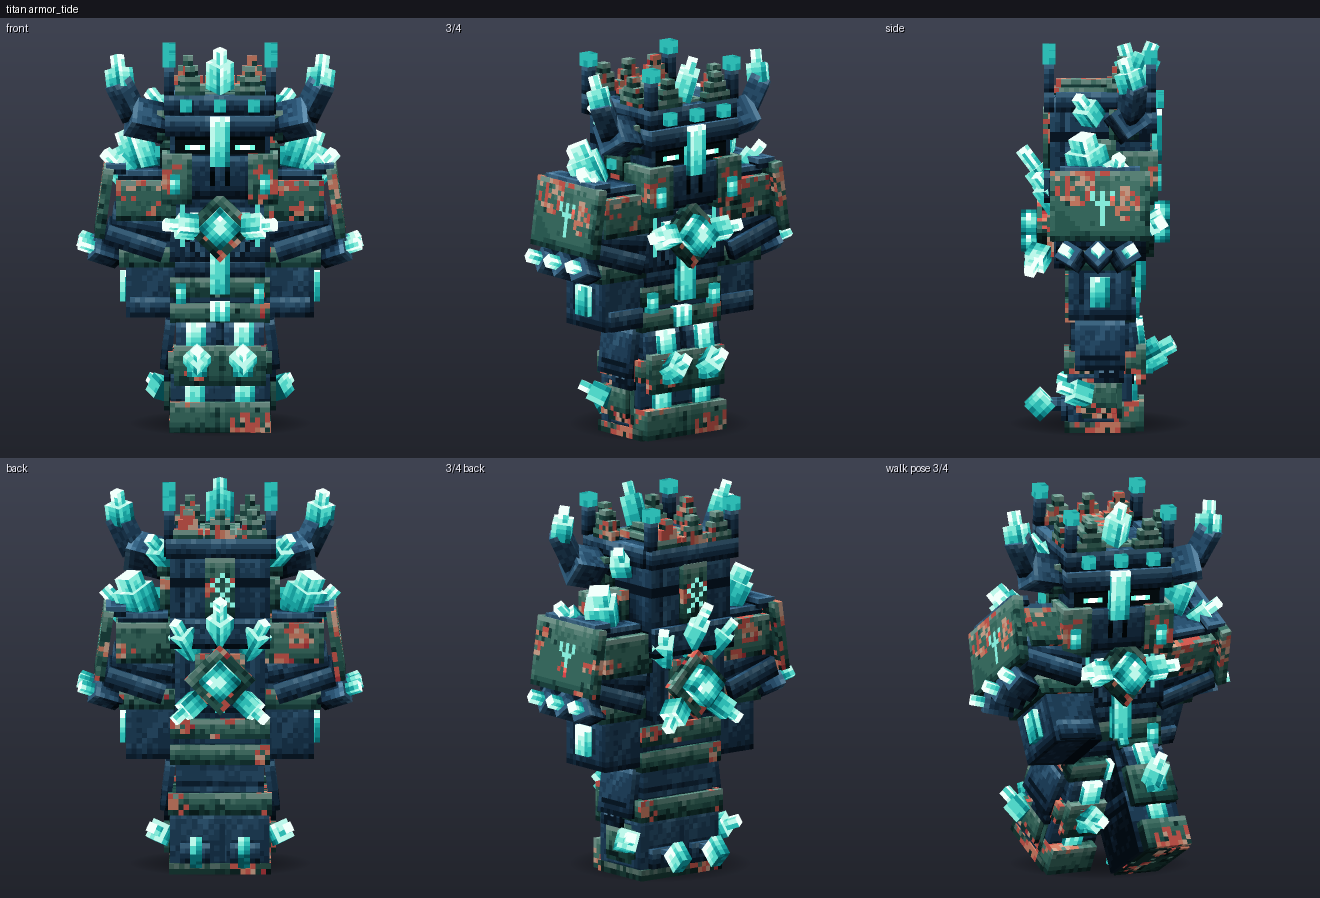 titan armor_tide
front
3/4
side
back
3/4 back
walk pose 3/4